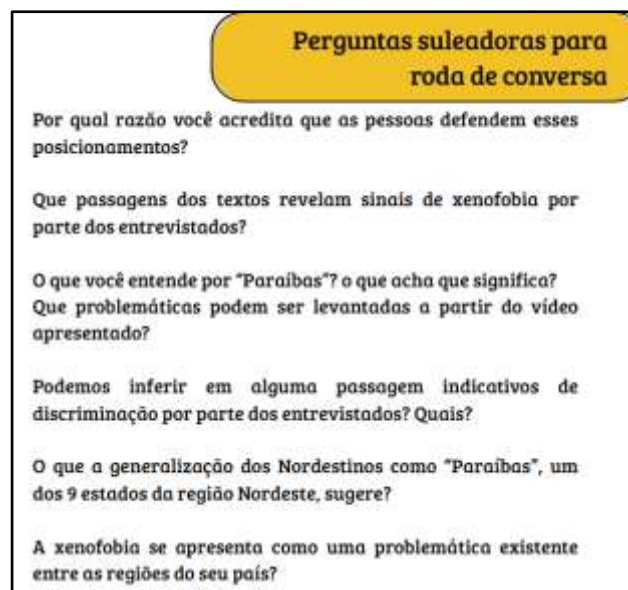 Perguntas suleadoras para
roda de conversa
Por qual razão você acredita que as pessoas defendem esses
posicionamentos?
Que passagens dos textos revelam sinais de xenofobia por
parte dos entrevistados?
O que você entende por "Paraíbas"? o que acha que significa?
Que problemáticas podem ser levantadas a partir do vídeo
apresentado?
Podemos inferir em alguma passagem indicativos de
discriminação por parte dos entrevistados? Quais?
O que a generalização dos Nordestinos como "Paraíbas", um
dos 9 estados da região Nordeste, sugere?
A xenofobia se apresenta como uma problemática existente
entre as regiões do seu país?